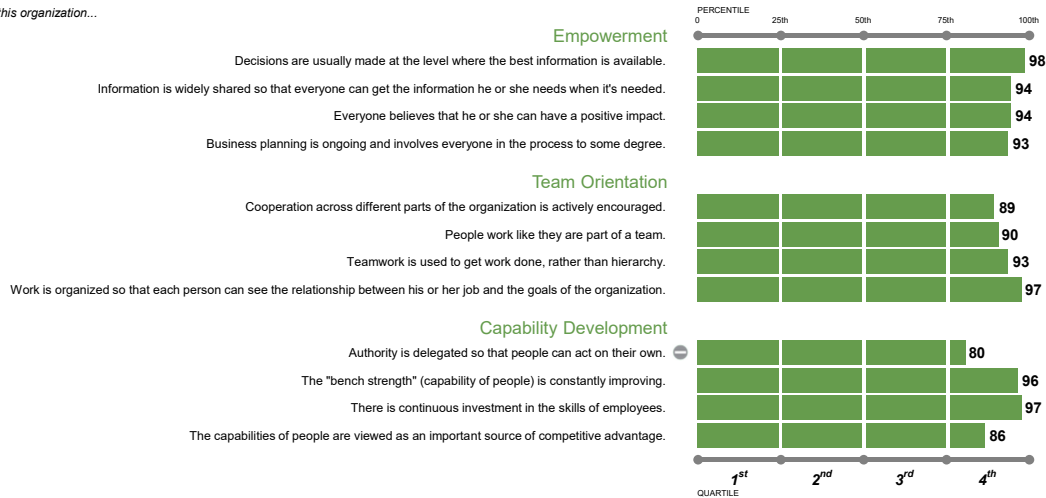 this organization...
PERCENTILE
0 25th 50th 75th 100th
Empowerment
Decisions are usually made at the level where the best information is available. 98
Information is widely shared so that everyone can get the information he or she needs when it's needed. 94
Everyone believes that he or she can have a positive impact. 94
Business planning is ongoing and involves everyone in the process to some degree. 93
Team Orientation
Cooperation across different parts of the organization is actively encouraged. 89
People work like they are part of a team. 90
Teamwork is used to get work done, rather than hierarchy. 93
Work is organized so that each person can see the relationship between his or her job and the goals of the organization. 97
Capability Development
Authority is delegated so that people can act on their own. 80
The "bench strength" (capability of people) is constantly improving. 96
There is continuous investment in the skills of employees. 97
The capabilities of people are viewed as an important source of competitive advantage. 86
1st 2nd 3rd 4th
QUARTILE